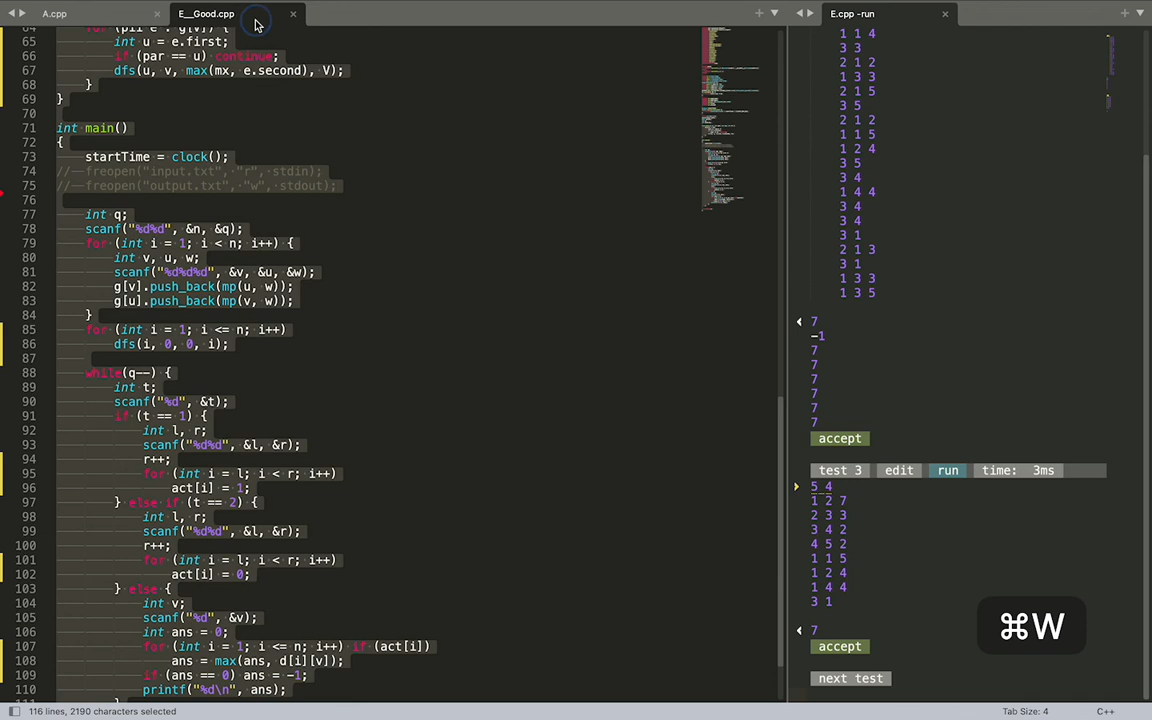 A.cpp
E__Good.cpp
E.cpp -run
65 int u = e.first;
66 if (par == u) continue;
67 dfs(u, v, max(mx, e.second), V);
68 }
69 }
70
71 int main()
72 {
73 startTime = clock();
74 // freopen("input.txt", "r", stdin);
75 // freopen("output.txt", "w", stdout);
76
77 int q;
78 scanf("%d%d", &n, &q);
79 for (int i = 1; i < n; i++) {
80 int v, u, w;
81 scanf("%d%d%d", &v, &u, &w);
82 g[v].push_back(mp(u, w));
83 g[u].push_back(mp(v, w));
84 }
85 for (int i = 1; i <= n; i++)
86 dfs(i, 0, 0, i);
87
88 while(q--) {
89 int t;
90 scanf("%d", &t);
91 if (t == 1) {
92 int l, r;
93 scanf("%d%d", &l, &r);
94 r++;
95 for (int i = l; i < r; i++)
96 act[i] = 1;
97 } else if (t == 2) {
98 int l, r;
99 scanf("%d%d", &l, &r);
100 r++;
101 for (int i = l; i < r; i++)
102 act[i] = 0;
103 } else {
104 int v;
105 scanf("%d", &v);
106 int ans = 0;
107 for (int i = 1; i <= n; i++) if (act[i])
108 ans = max(ans, d[i][v]);
109 if (ans == 0) ans = -1;
110 printf("%d\n", ans);
1 1 4
3 3
2 1 2
1 3 3
2 1 5
3 5
2 1 2
1 1 5
1 2 4
3 5
3 4
1 4 4
3 4
3 4
3 1
2 1 3
3 1
1 3 3
1 3 5
7
-1
7
7
7
7
7
7
accept
test 3 edit run time: 3ms
5 4
1 2 7
2 3 3
3 4 2
4 5 2
1 1 5
1 2 4
1 4 4
3 1
7
accept
next test
⌘W
116 lines, 2190 characters selected
Tab Size: 4
C++